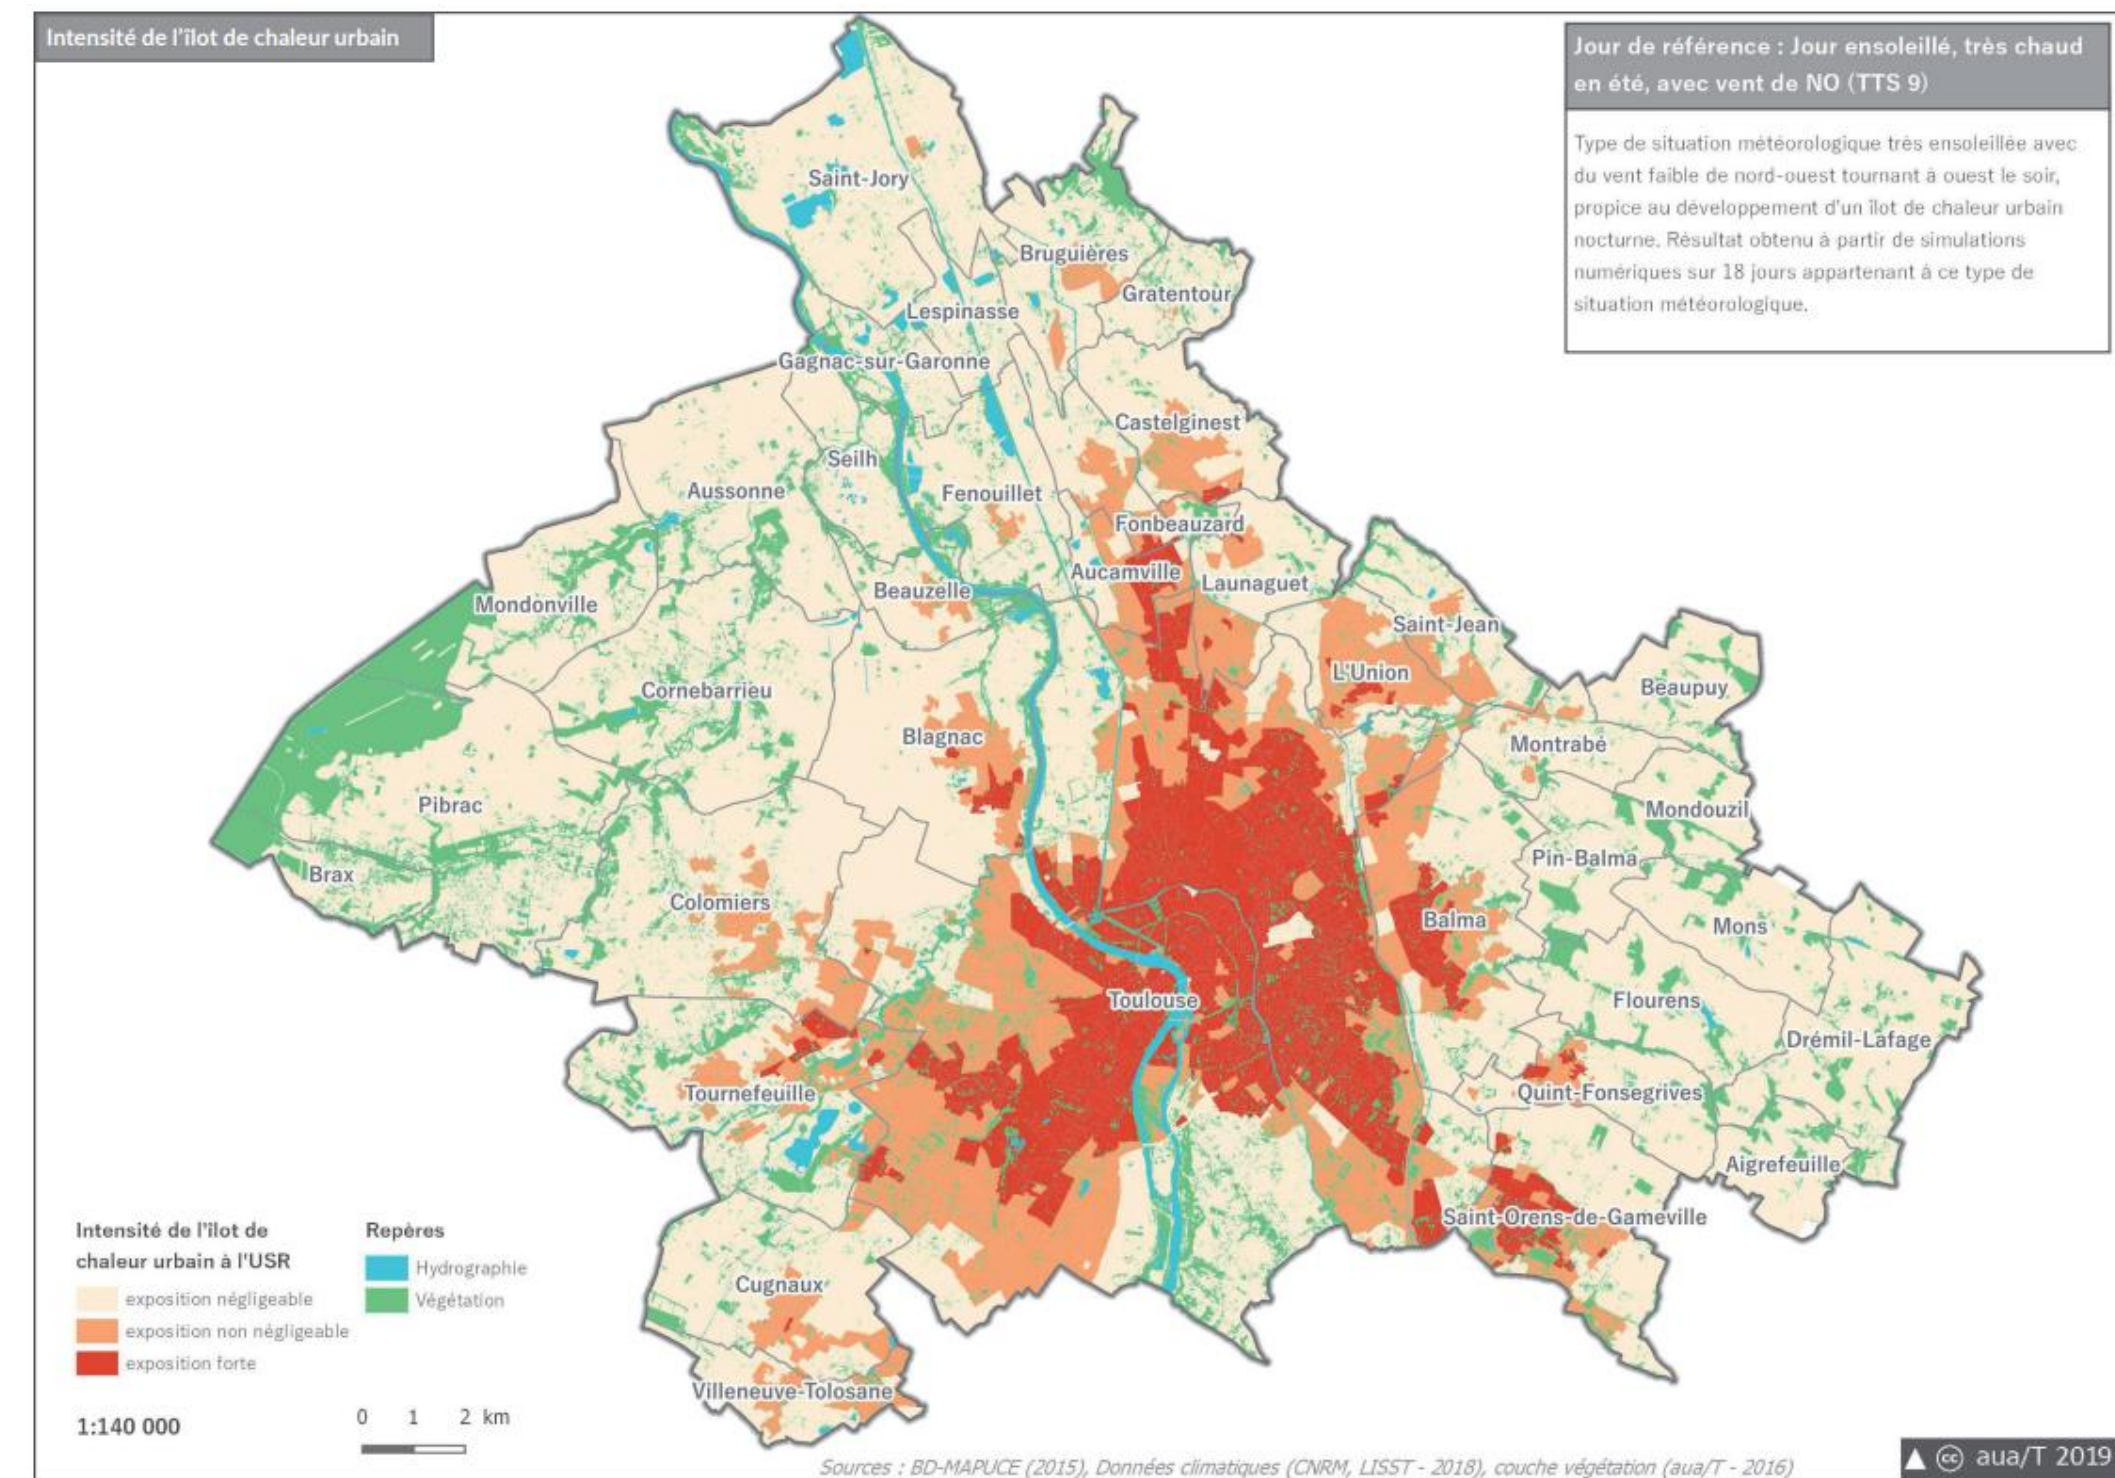 Intensité de l'îlot de chaleur urbain
Jour de référence : Jour ensoleillé, très chaud
en été, avec vent de NO (TTS 9)
Type de situation météorologique très ensoleillée avec
du vent faible de nord-ouest tournant à ouest le soir,
propice au développement d'un îlot de chaleur urbain
nocturne. Résultat obtenu à partir de simulations
numériques sur 18 jours appartenant à ce type de
situation météorologique.
Saint-Jory
Bruguières
Gratentour
Lespinasse
Gagnac-sur-Garonne
Castelginest
Seilh
Aussonne
Fenouillet
Fonbeauzard
Aucamville
Launaguet
Beauzelle
Mondonville
Saint-Jean
L'Union
Beaupuy
Cornebarrieu
Blagnac
Montrabé
Pibrac
Mondouzil
Pin-Balma
Brax
Colomiers
Balma
Mons
Toulouse
Flourens
Drémil-Lafage
Tournefeuille
Quint-Fonsegrives
Aigrefeuille
Saint-Orens-de-Gameville
Cugnaux
Villeneuve-Tolosane
Intensité de l'îlot de
chaleur urbain à l'USR
exposition négligeable
exposition non négligeable
exposition forte
Repères
Hydrographie
Végétation
1:140 000
0 1 2 km
Sources : BD-MAPUCE (2015), Données climatiques (CNRM, LISST - 2018), couche végétation (aua/T - 2016)
cc aua/T 2019